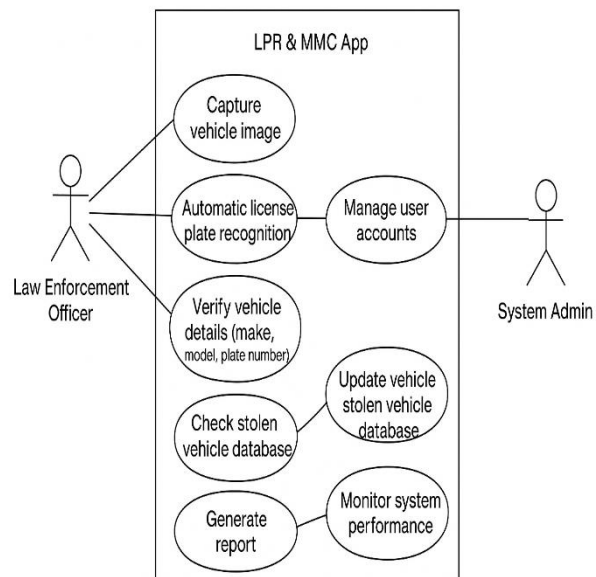 LPR & MMC App
Capture
vehicle image
Automatic license
plate recognition
Manage user
accounts
Law Enforcement
Officer
System Admin
Verify vehicle
details (make,
model, plate number)
Update vehicle
stolen vehicle
database
Check stolen
vehicle database
Monitor system
performance
Generate
report